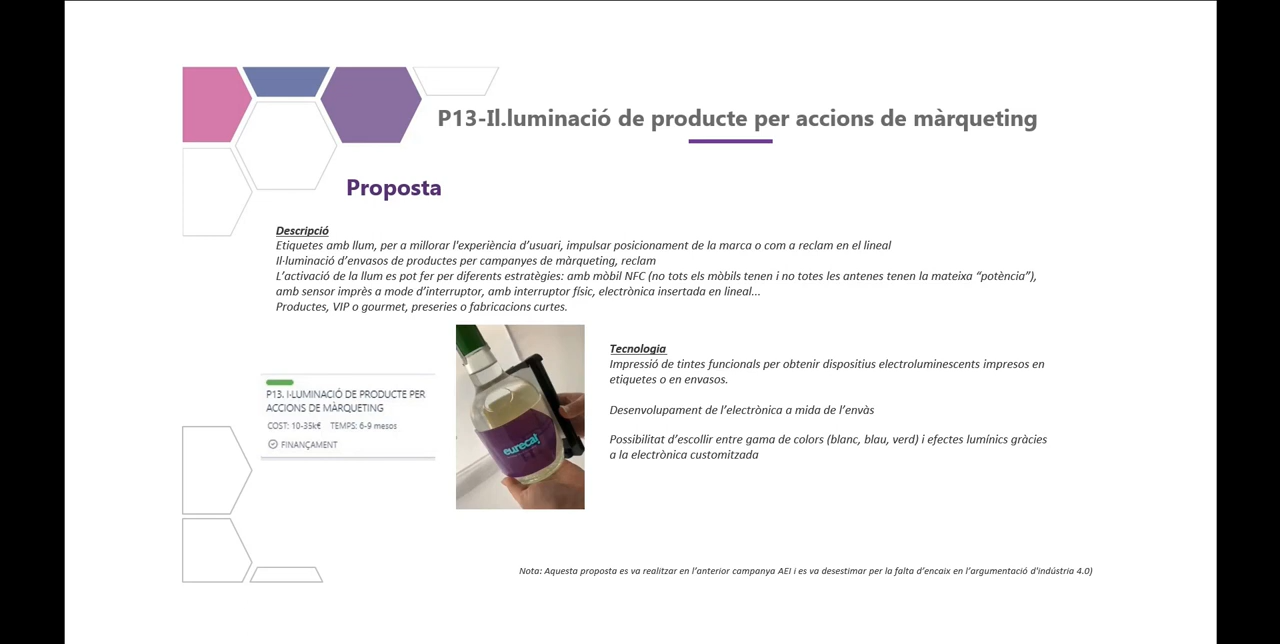 P13-Il.luminació de producte per accions de màrqueting
Proposta
Descripció
Etiquetes amb llum, per a millorar l'experiència d’usuari, impulsar posicionament de la marca o com a reclam en el lineal
Il·luminació d’envasos de productes per campanyes de màrqueting, reclam
L’activació de la llum es pot fer per diferents estratègies: amb mòbil NFC (no tots els mòbils tenen i no totes les antenes tenen la mateixa “potència”),
amb sensor imprès a mode d’interruptor, amb interruptor físic, electrònica insertada en lineal...
Productes, VIP o gourmet, preseries o fabricacions curtes.
P13. I·LUMINACIÓ DE PRODUCTE PER
ACCIONS DE MÀRQUETING
COST: 10-35k€ TEMPS: 6-9 mesos
FINANÇAMENT
eurecat
Tecnologia
Impressió de tintes funcionals per obtenir dispositius electroluminescents impresos en
etiquetes o en envasos.
Desenvolupament de l’electrònica a mida de l’envàs
Possibilitat d’escollir entre gama de colors (blanc, blau, verd) i efectes lumínics gràcies
a la electrònica customitzada
Nota: Aquesta proposta es va realitzar en l’anterior campanya AEI i es va desestimar per la falta d’encaix en l’argumentació d'indústria 4.0)